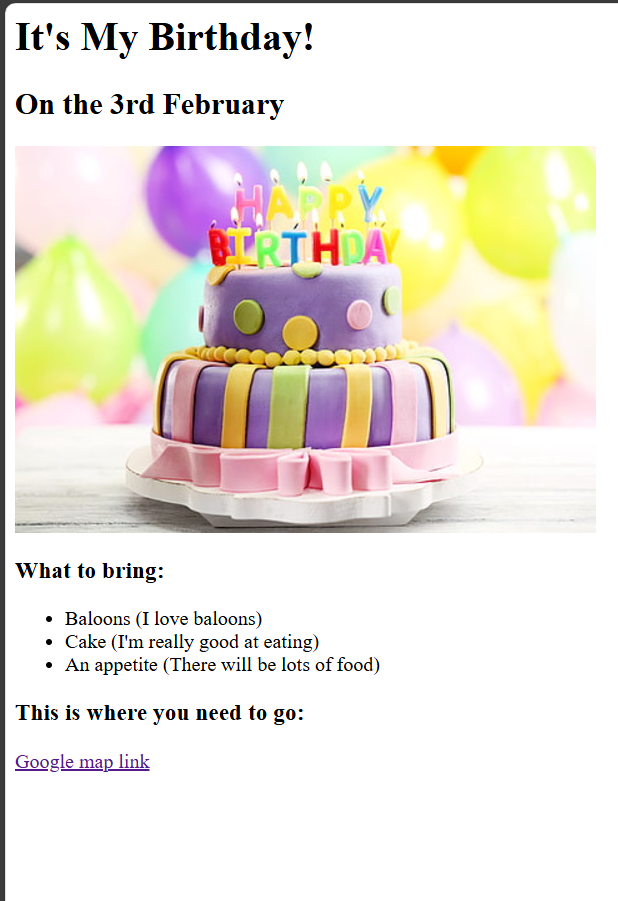 It's My Birthday!
On the 3rd February
HAPPY
BIRTHDAY
What to bring:
Baloons (I love baloons)
Cake (I'm really good at eating)
An appetite (There will be lots of food)
This is where you need to go:
Google map link